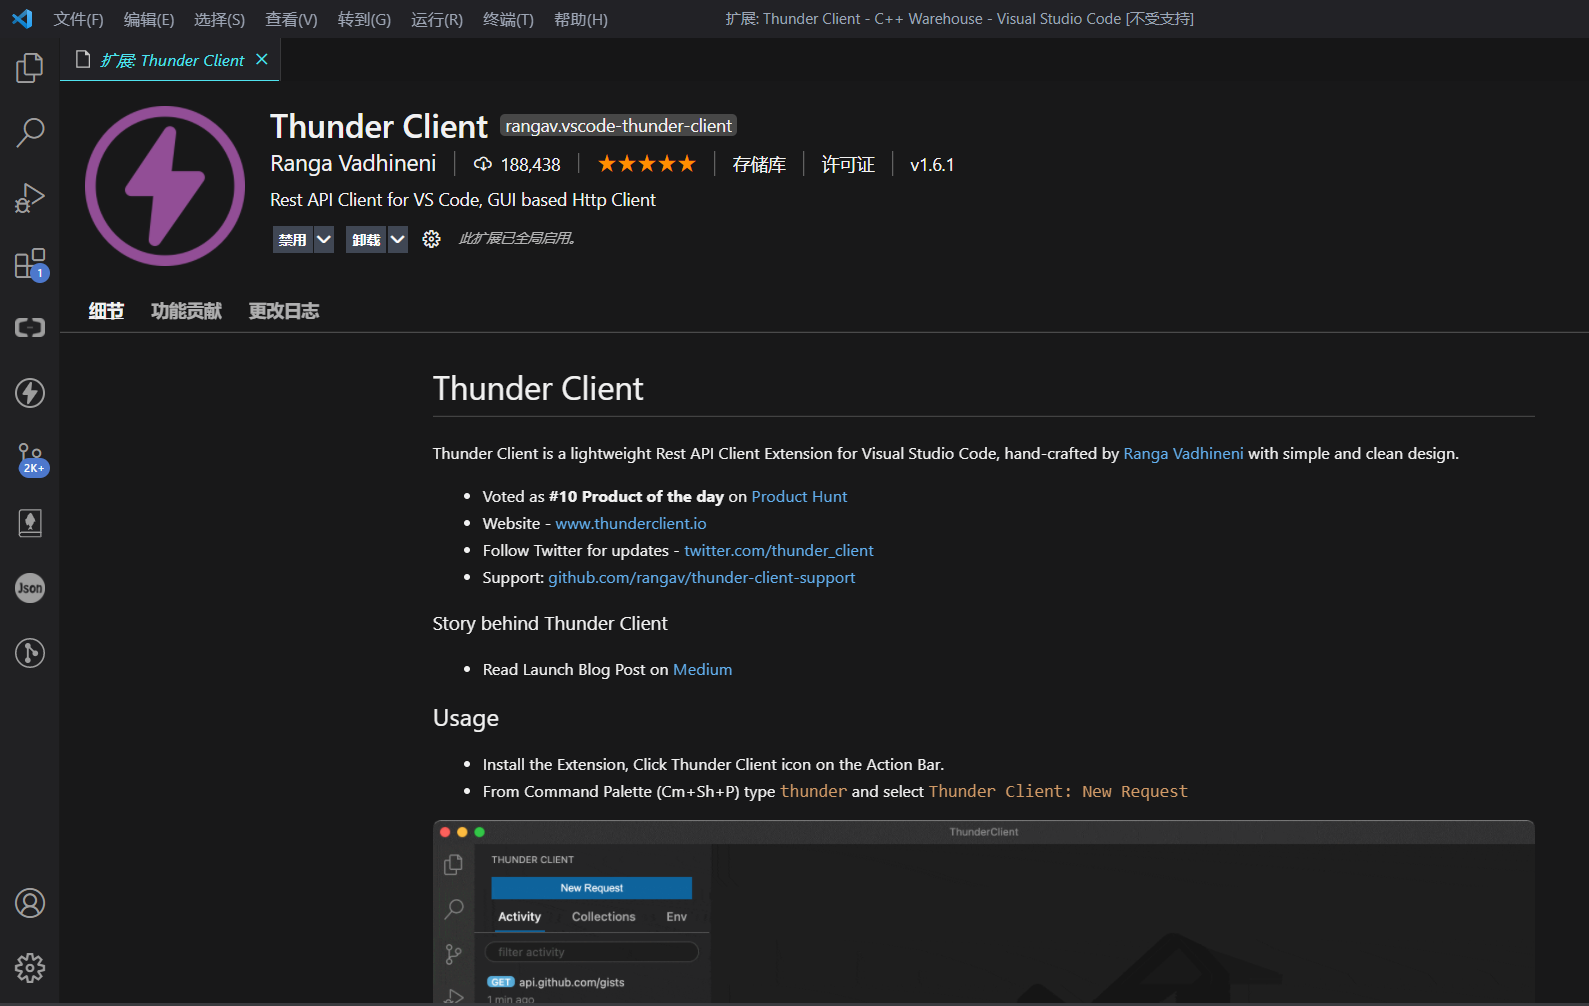 文件(F) 编辑(E) 选择(S) 查看(V) 转到(G) 运行(R) 终端(T) 帮助(H) 扩展: Thunder Client - C++ Warehouse - Visual Studio Code [不受支持]
扩展: Thunder Client
Thunder Client rangav.vscode-thunder-client
Ranga Vadhineni 188,438 ★★★★★ 存储库 许可证 v1.6.1
Rest API Client for VS Code, GUI based Http Client
禁用 卸载 此扩展已全局启用。
1
细节 功能贡献 更改日志
Thunder Client
Thunder Client is a lightweight Rest API Client Extension for Visual Studio Code, hand-crafted by Ranga Vadhineni with simple and clean design.
2K+
• Voted as #10 Product of the day on Product Hunt
• Website - www.thunderclient.io
• Follow Twitter for updates - twitter.com/thunder_client
• Support: github.com/rangav/thunder-client-support
Json
Story behind Thunder Client
• Read Launch Blog Post on Medium
Usage
• Install the Extension, Click Thunder Client icon on the Action Bar.
• From Command Palette (Cm+Sh+P) type thunder and select Thunder Client: New Request
ThunderClient
THUNDER CLIENT
New Request
Activity Collections Env
filter activity
GET api.github.com/gists
1 min ago